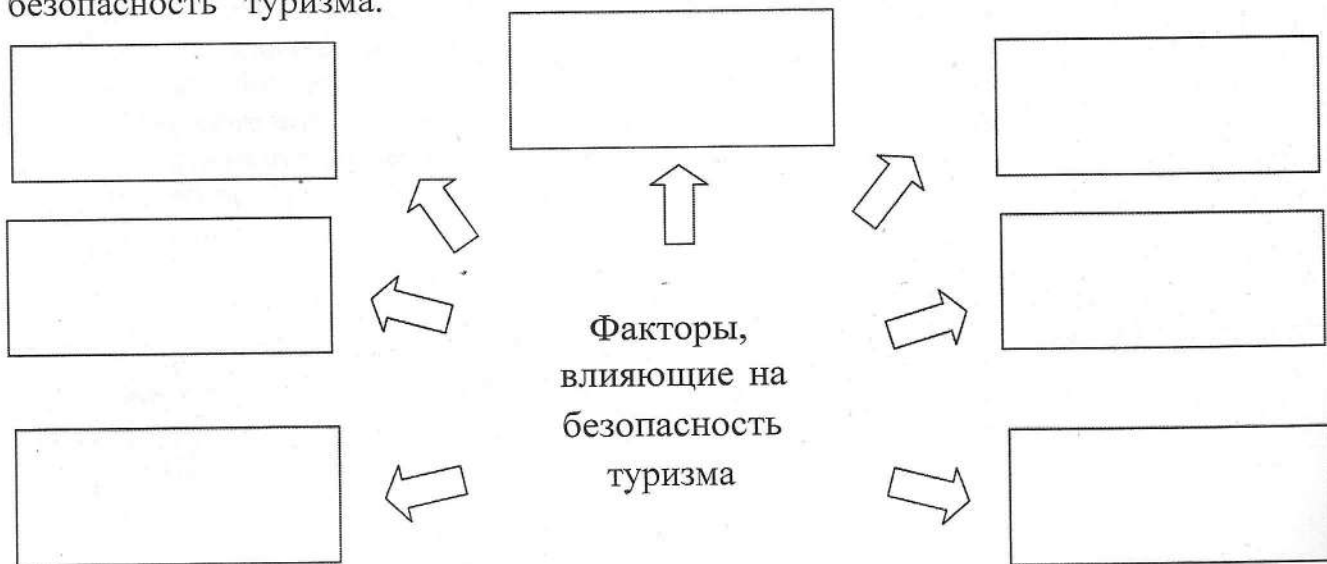 безопасность туризма.
Факторы,
влияющие на
безопасность
туризма